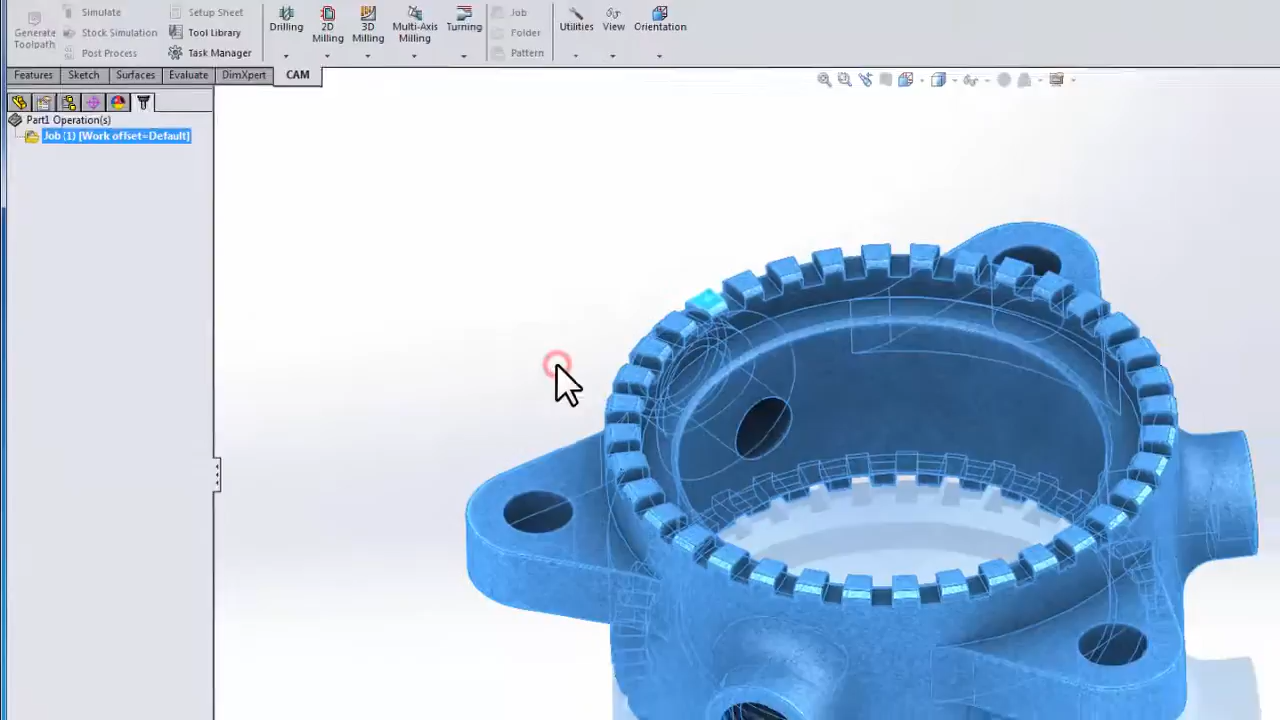 Generate Toolpath
Simulate
Stock Simulation
Post Process
Setup Sheet
Tool Library
Task Manager
Drilling
2D Milling
3D Milling
Multi-Axis Milling
Turning
Job
Folder
Pattern
Utilities
View
Orientation
Features
Sketch
Surfaces
Evaluate
DimXpert
CAM
Part1 Operation(s)
Job (1) [Work offset=Default]